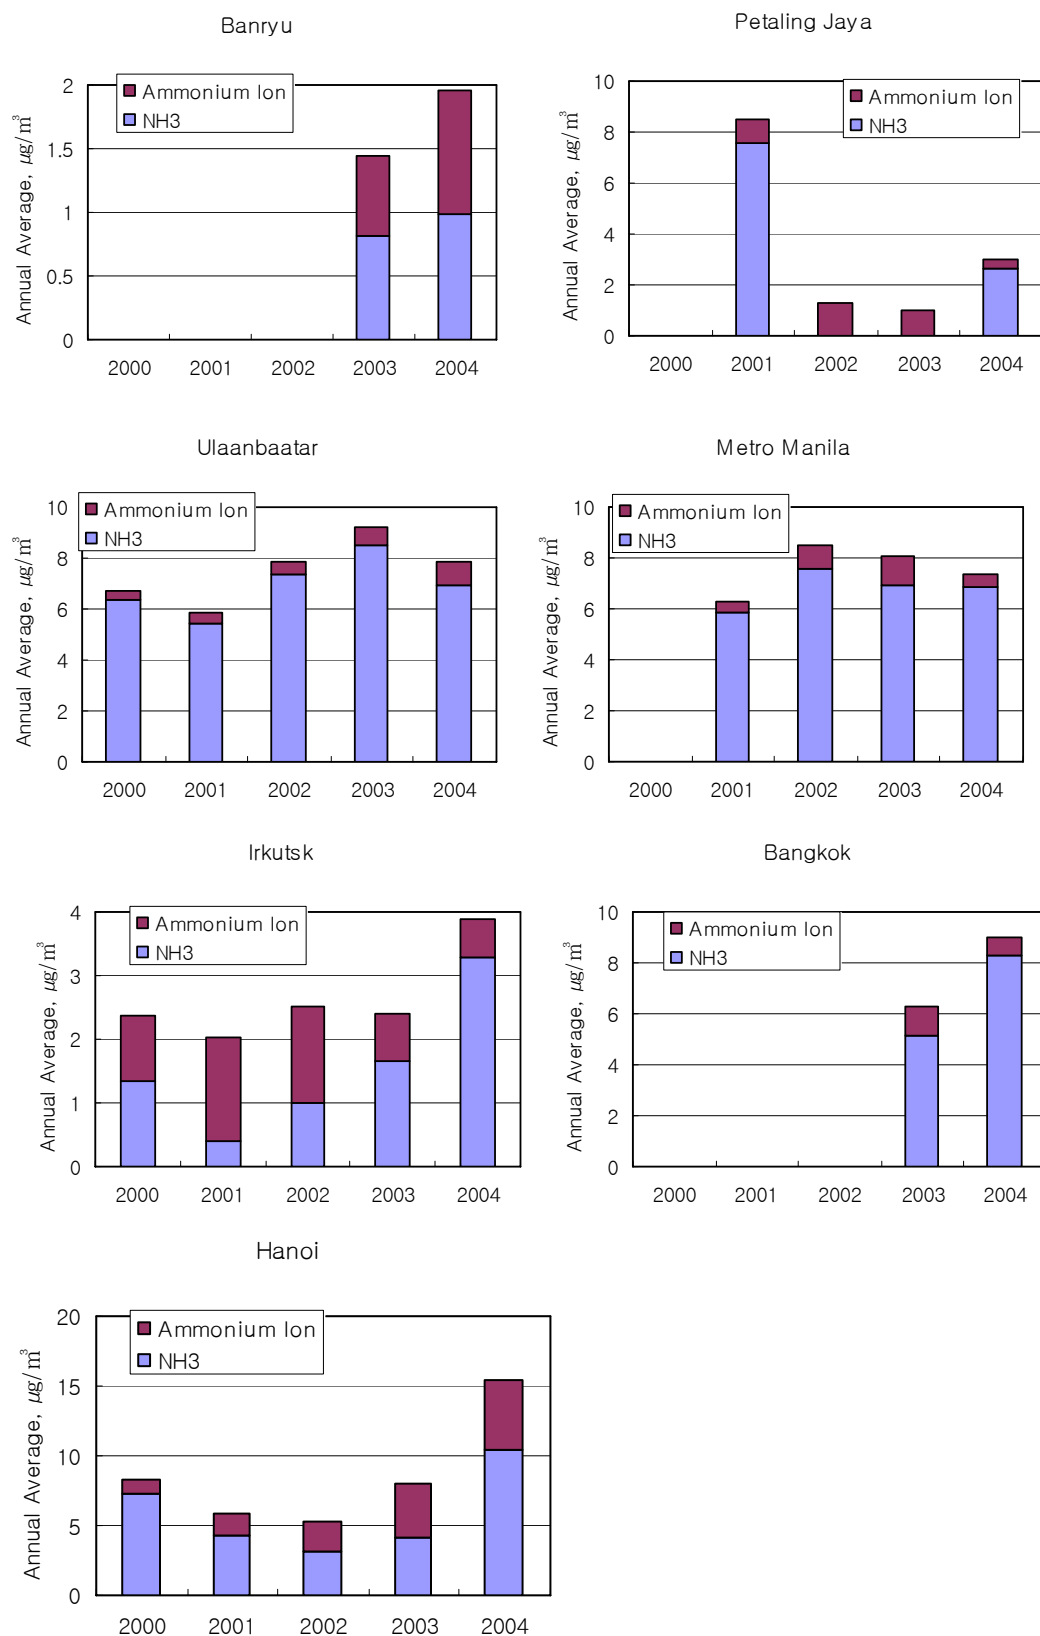 Banryu
Ammonium Ion
NH3
Annual Average, μg/m³
2
1.5
1
0.5
0
2000 2001 2002 2003 2004
Petaling Jaya
Ammonium Ion
NH3
Annual Average, μg/m³
10
8
6
4
2
0
2000 2001 2002 2003 2004
Ulaanbaatar
Ammonium Ion
NH3
Annual Average, μg/m³
10
8
6
4
2
0
2000 2001 2002 2003 2004
Metro Manila
Ammonium Ion
NH3
Annual Average, μg/m³
10
8
6
4
2
0
2000 2001 2002 2003 2004
Irkutsk
Ammonium Ion
NH3
Annual Average, μg/m³
4
3
2
1
0
2000 2001 2002 2003 2004
Bangkok
Ammonium Ion
NH3
Annual Average, μg/m³
10
8
6
4
2
0
2000 2001 2002 2003 2004
Hanoi
Ammonium Ion
NH3
Annual Average, μg/m³
20
15
10
5
0
2000 2001 2002 2003 2004